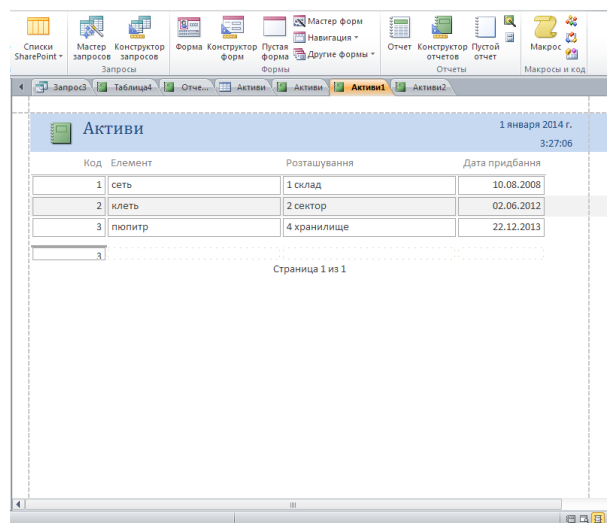 Списки SharePoint
Мастер запросов
Конструктор запросов
Запросы
Форма
Конструктор форм
Пустая форма
Мастер форм
Навигация
Другие формы
Формы
Отчет
Конструктор отчетов
Пустой отчет
Отчеты
Макрос
Макросы и код
Запрос3 Таблица4 Отче... Активи Активи Активи1 Активи2
Активи
1 января 2014 г.
3:27:06
Код Елемент Розташування Дата придбання
1 сеть 1 склад 10.08.2008
2 клеть 2 сектор 02.06.2012
3 пюпитр 4 хранилище 22.12.2013
3
Страница 1 из 1